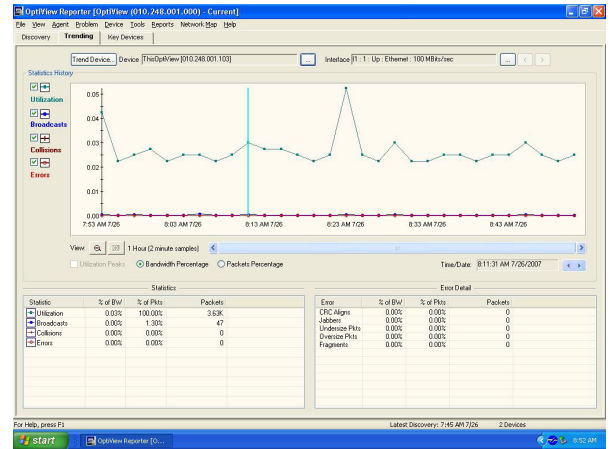 OptiView Reporter [OptiView (010.248.001.000) - Current]
File View Agent Problem Device Tools Reports Network Map Help
Discovery Trending Key Devices
Trend Device... Device [ThisOptiView [010.248.001.103] ... Interface [I1 : 1 : Up : Ethernet : 100 MBits/sec ... < >
Statistics History
Utilization
Broadcasts
Collisions
Errors
0.05
0.04
0.03
0.02
0.01
0.00
7:53 AM 7/26 8:03 AM 7/26 8:13 AM 7/26 8:23 AM 7/26 8:33 AM 7/26 8:43 AM 7/26
View: 1 Hour (2 minute samples)
Utilization Peaks Bandwidth Percentage Packets Percentage Time/Date: 8:11:31 AM 7/26/2007
Statistics
Statistic % of BW % of Pkts Packets
Utilization 0.03% 100.00% 3.63K
Broadcasts 0.00% 1.30% 47
Collisions 0.00% 0.00% 0
Errors 0.00% 0.00% 0
Error Detail
Error % of BW % of Pkts Packets
CRC Aligns 0.00% 0.00% 0
Jabbers 0.00% 0.00% 0
Undersize Pkts 0.00% 0.00% 0
Oversize Pkts 0.00% 0.00% 0
Fragments 0.00% 0.00% 0
For Help, press F1 Latest Discovery: 7:45 AM 7/26 2 Devices
start OptiView Reporter [O... 8:52 AM